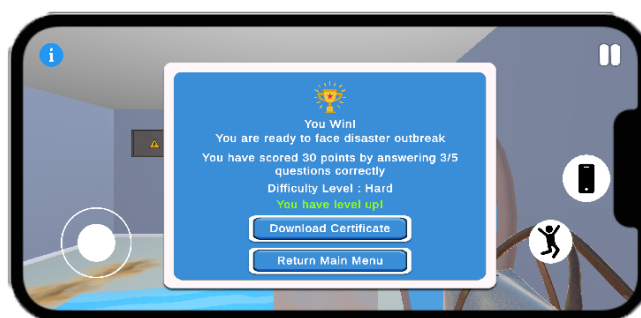 You Win!
You are ready to face disaster outbreak
You have scored 30 points by answering 3/5
questions correctly
Difficulty Level : Hard
You have level up!
Download Certificate
Return Main Menu